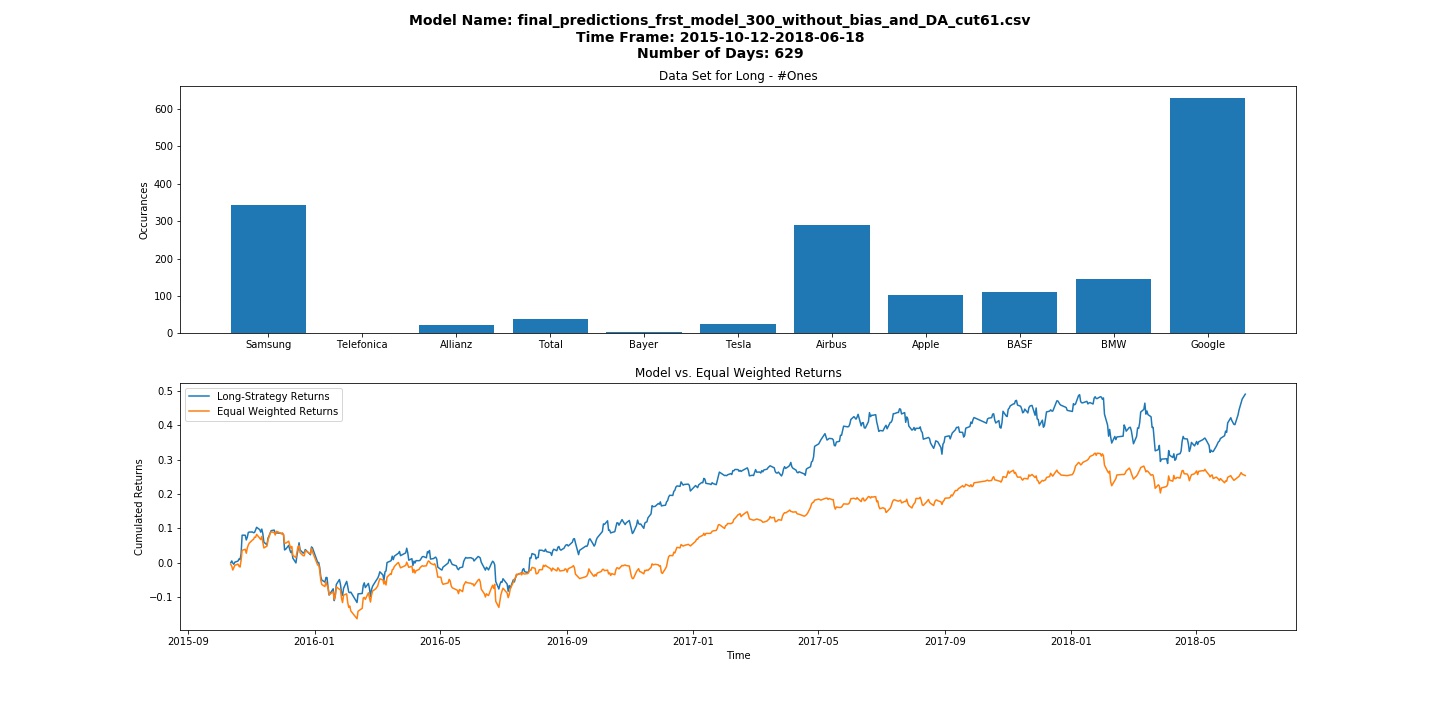 Model Name: final_predictions_frst_model_300_without_bias_and_DA_cut61.csv
Time Frame: 2015-10-12-2018-06-18
Number of Days: 629
Data Set for Long - #Ones
600
500
400
300
200
100
0
Occurances
Samsung Telefonica Allianz Total Bayer Tesla Airbus Apple BASF BMW Google
Model vs. Equal Weighted Returns
Long-Strategy Returns
Equal Weighted Returns
0.5
0.4
0.3
0.2
0.1
0.0
−0.1
Cumulated Returns
2015-09 2016-01 2016-05 2016-09 2017-01 2017-05 2017-09 2018-01 2018-05
Time